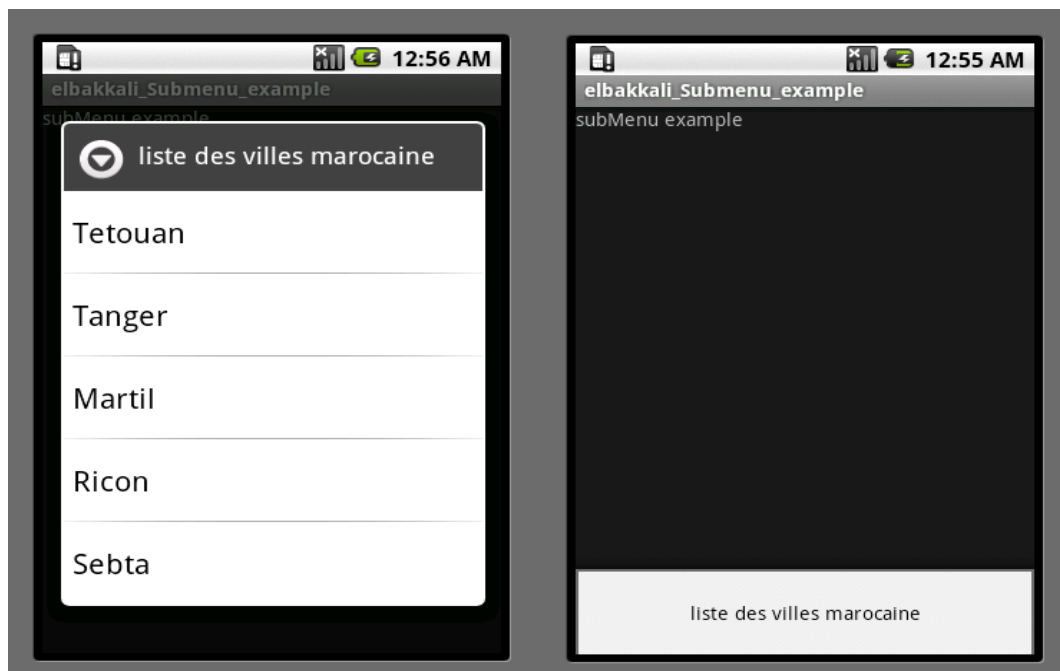 12:56 AM
elbakkali_Submenu_example
subMenu example
liste des villes marocaine
Tetouan
Tanger
Martil
Ricon
Sebta
12:55 AM
elbakkali_Submenu_example
subMenu example
liste des villes marocaine